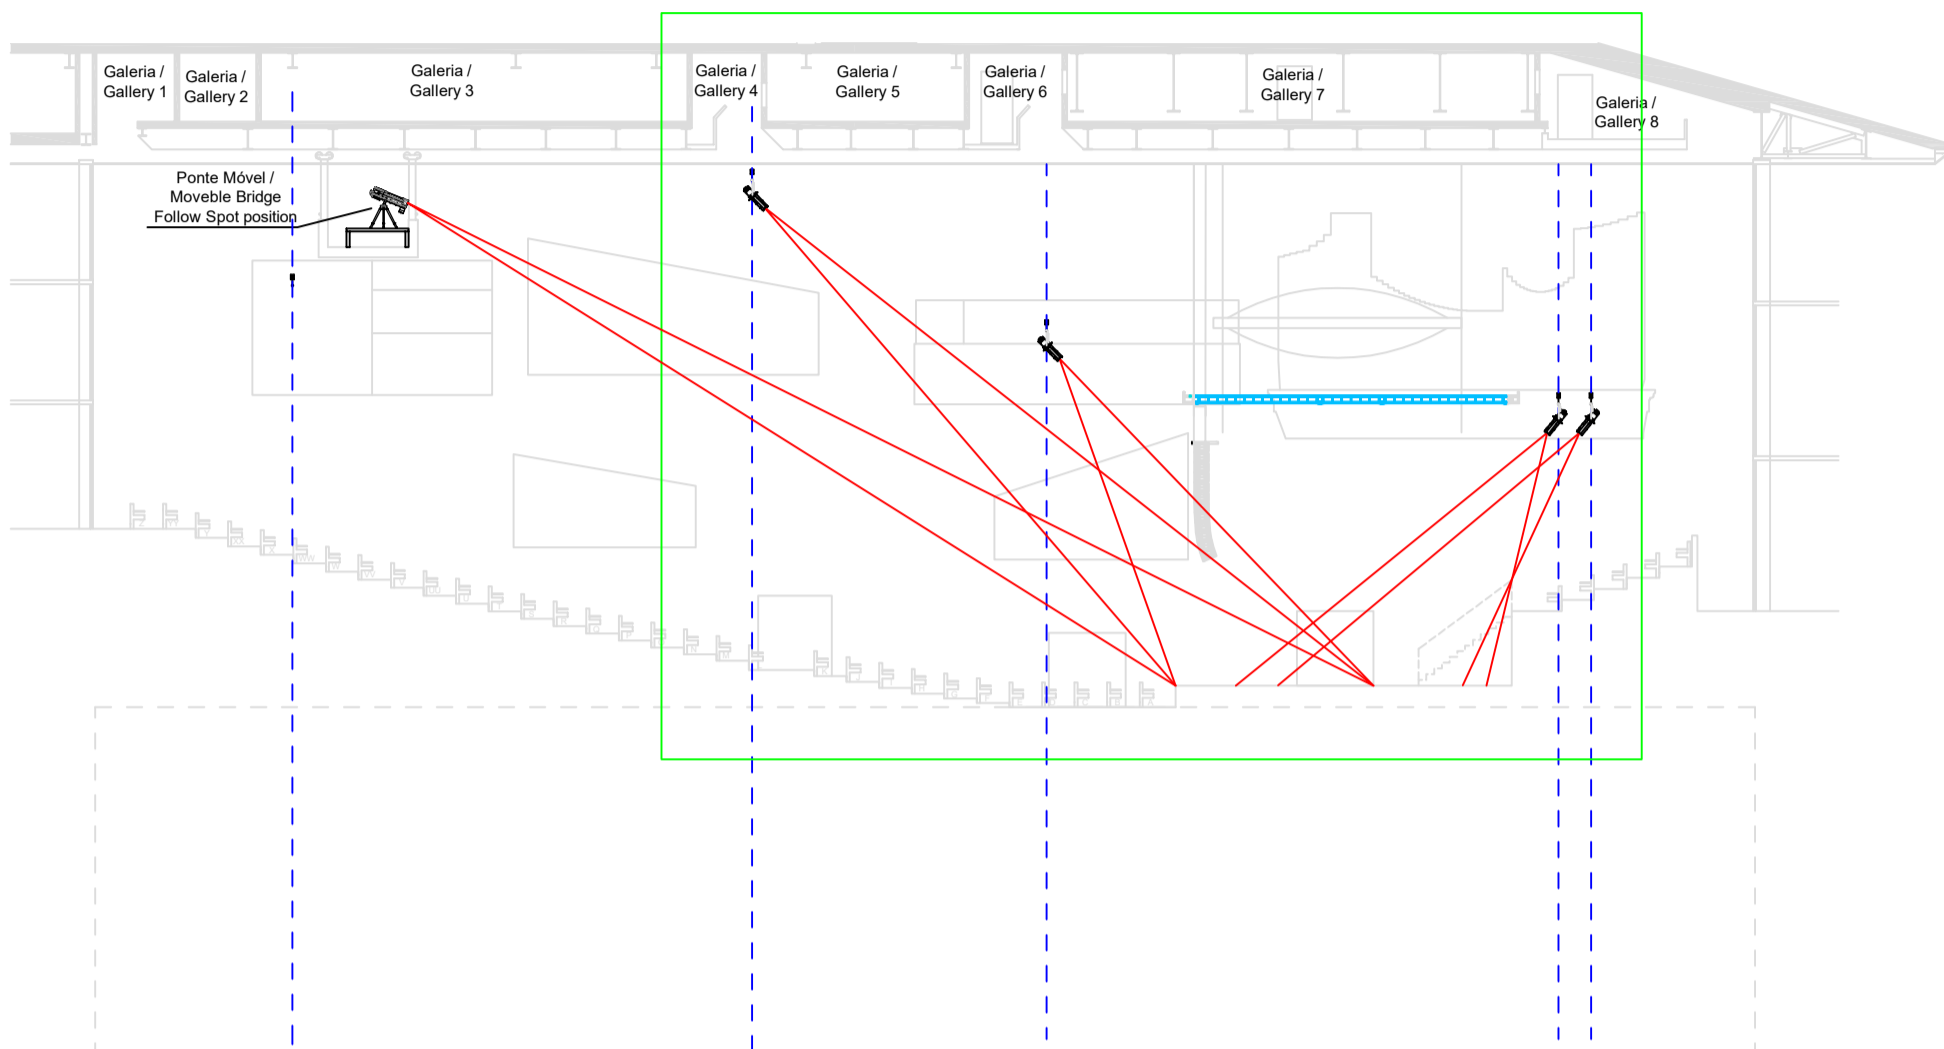 Galeria /
Gallery 1
Galeria /
Gallery 2
Galeria /
Gallery 3
Galeria /
Gallery 4
Galeria /
Gallery 5
Galeria /
Gallery 6
Galeria /
Gallery 7
Galeria /
Gallery 8
Ponte Móvel /
Moveble Bridge
Follow Spot position